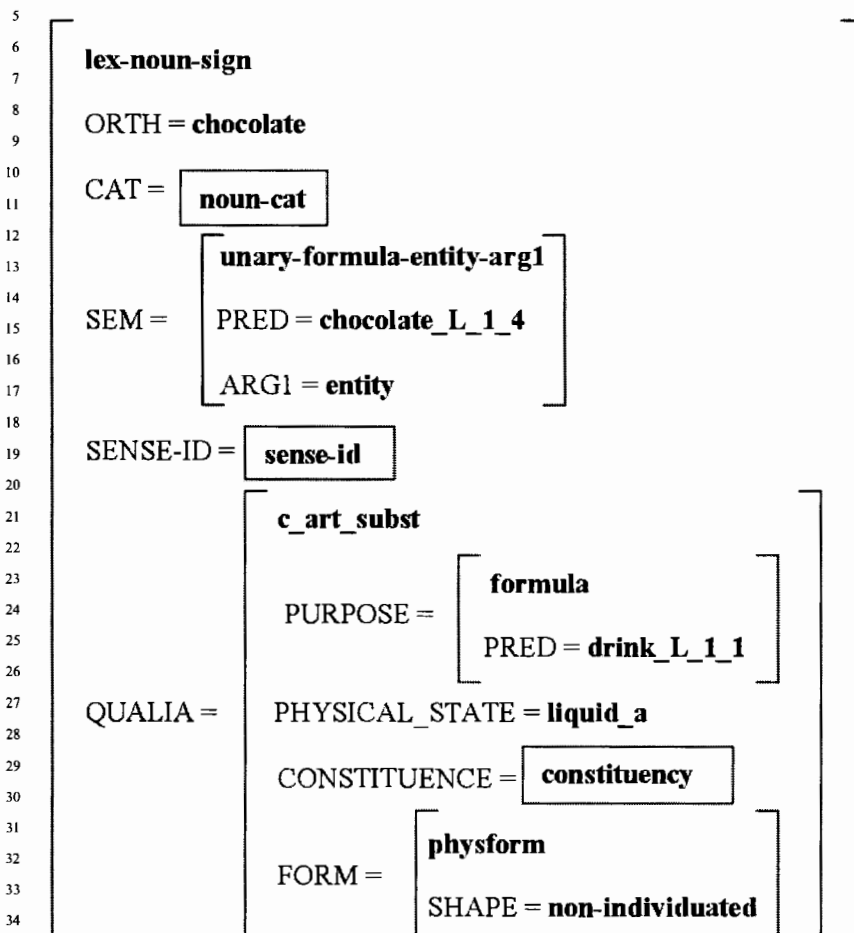 5
6
lex-noun-sign
7
8
ORTH = chocolate
9
10
CAT = noun-cat
11
12
unary-formula-entity-arg1
13
14
SEM = PRED = chocolate_L_1_4
15
16
ARG1 = entity
17
18
SENSE-ID = sense-id
19
20
21
c_art_subst
22
23
formula
24
PURPOSE =
25
PRED = drink_L_1_1
26
27
QUALIA = PHYSICAL_STATE = liquid_a
28
29
CONSTITUENCE = constituency
30
31
physform
32
FORM =
33
SHAPE = non-individuated
34